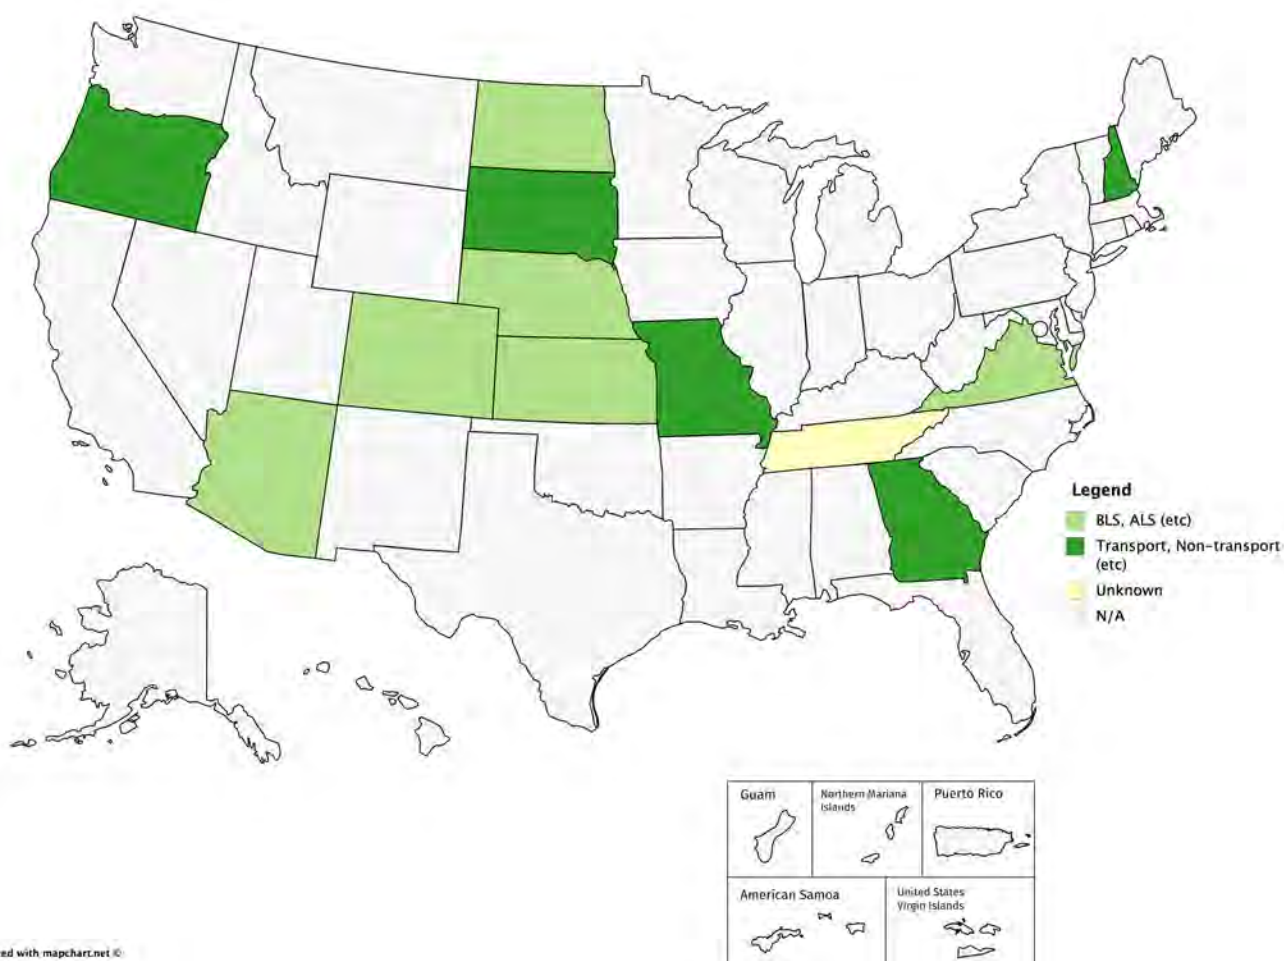 Legend
BLS, ALS (etc)
Transport, Non-transport
(etc)
Unknown
N/A
Guam
Northern Mariana
Islands
Puerto Rico
American Samoa
United States
Virgin Islands
ed with mapchart.net ©